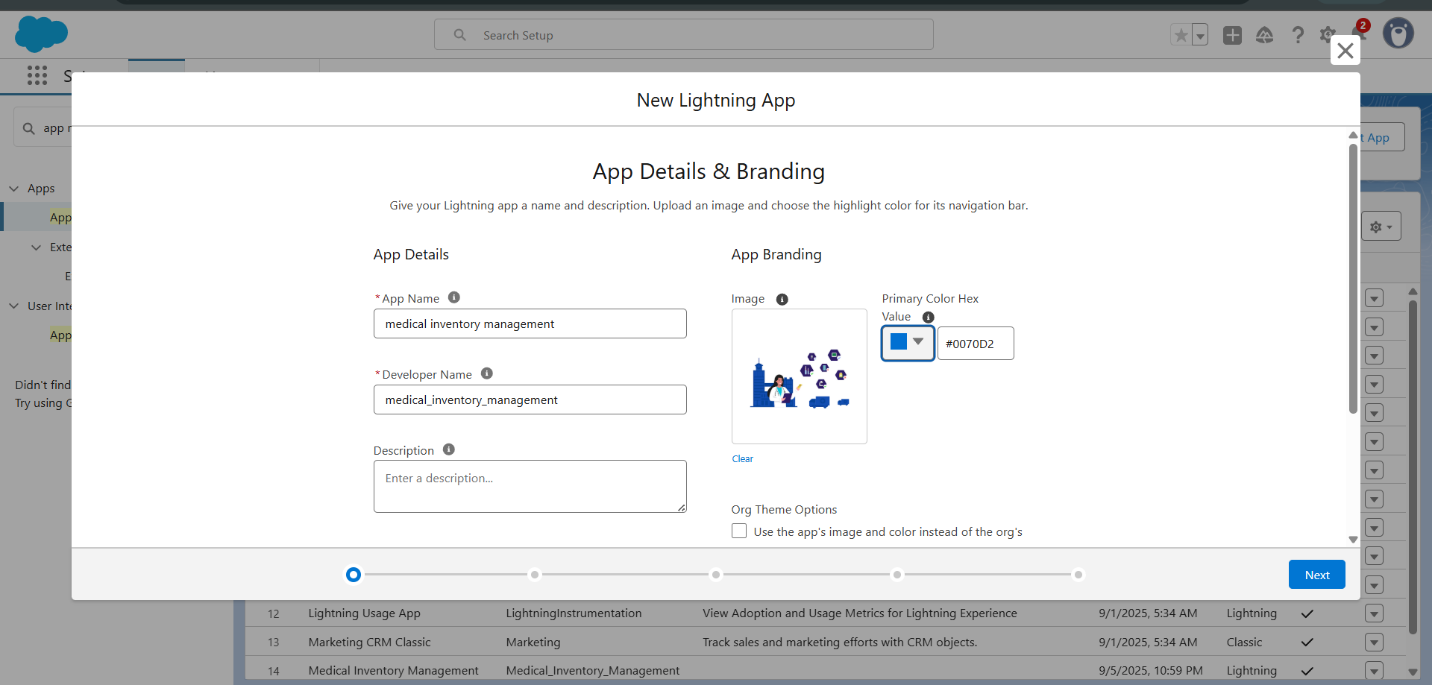 Search Setup
2
S
New Lightning App
app
t App
App Details & Branding
Give your Lightning app a name and description. Upload an image and choose the highlight color for its navigation bar.
Apps
App
Exte
E
User Inte
App
Didn't find
Try using G
App Details
App Branding
* App Name
medical inventory management
* Developer Name
medical_inventory_management
Description
Enter a description...
Image
Primary Color Hex
Value
#0070D2
Clear
Org Theme Options
Use the app's image and color instead of the org's
Next
12 Lightning Usage App LightningInstrumentation View Adoption and Usage Metrics for Lightning Experience 9/1/2025, 5:34 AM Lightning
13 Marketing CRM Classic Marketing Track sales and marketing efforts with CRM objects. 9/1/2025, 5:34 AM Classic
14 Medical Inventory Management Medical_Inventory_Management 9/5/2025, 10:59 PM Lightning